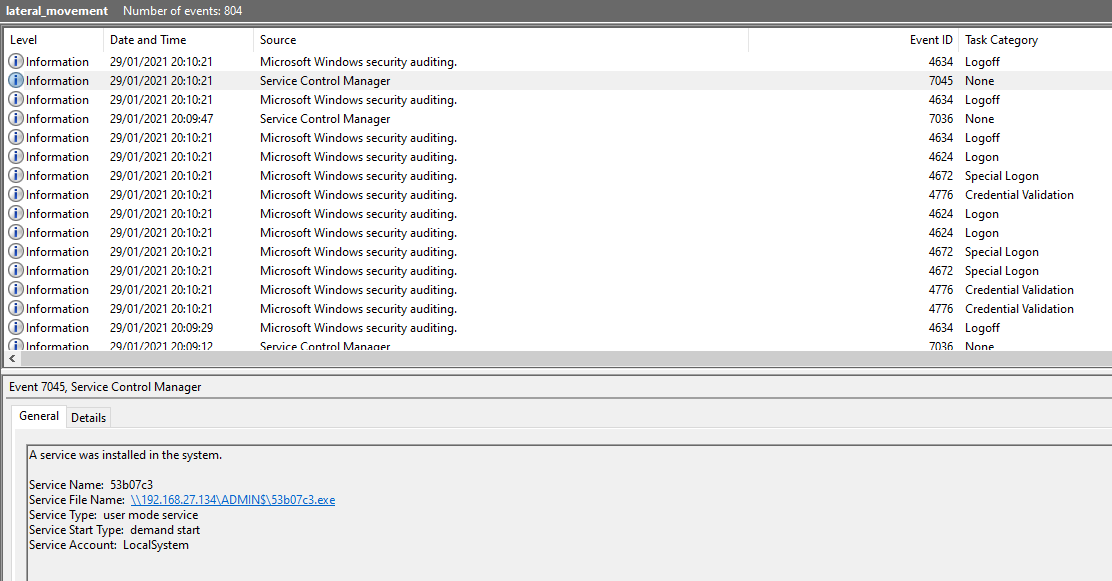 lateral_movement Number of events: 804
Level Date and Time Source Event ID Task Category
Information 29/01/2021 20:10:21 Microsoft Windows security auditing. 4634 Logoff
Information 29/01/2021 20:10:21 Service Control Manager 7045 None
Information 29/01/2021 20:10:21 Microsoft Windows security auditing. 4634 Logoff
Information 29/01/2021 20:09:47 Service Control Manager 7036 None
Information 29/01/2021 20:10:21 Microsoft Windows security auditing. 4634 Logoff
Information 29/01/2021 20:10:21 Microsoft Windows security auditing. 4624 Logon
Information 29/01/2021 20:10:21 Microsoft Windows security auditing. 4672 Special Logon
Information 29/01/2021 20:10:21 Microsoft Windows security auditing. 4776 Credential Validation
Information 29/01/2021 20:10:21 Microsoft Windows security auditing. 4624 Logon
Information 29/01/2021 20:10:21 Microsoft Windows security auditing. 4624 Logon
Information 29/01/2021 20:10:21 Microsoft Windows security auditing. 4672 Special Logon
Information 29/01/2021 20:10:21 Microsoft Windows security auditing. 4672 Special Logon
Information 29/01/2021 20:10:21 Microsoft Windows security auditing. 4776 Credential Validation
Information 29/01/2021 20:10:21 Microsoft Windows security auditing. 4776 Credential Validation
Information 29/01/2021 20:09:29 Microsoft Windows security auditing. 4634 Logoff
Information 29/01/2021 20:09:12 Service Control Manager 7036 None
Event 7045, Service Control Manager
General Details
A service was installed in the system.
Service Name: 53b07c3
Service File Name: \\192.168.27.134\ADMIN$\53b07c3.exe
Service Type: user mode service
Service Start Type: demand start
Service Account: LocalSystem